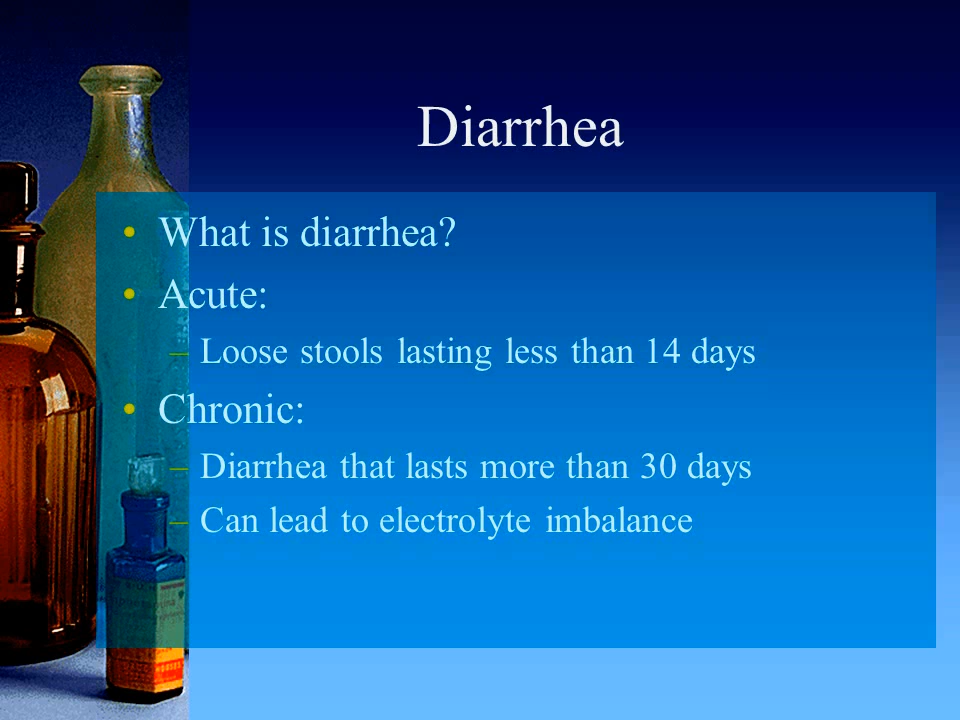 Diarrhea
• What is diarrhea?
• Acute:
– Loose stools lasting less than 14 days
• Chronic:
– Diarrhea that lasts more than 30 days
– Can lead to electrolyte imbalance